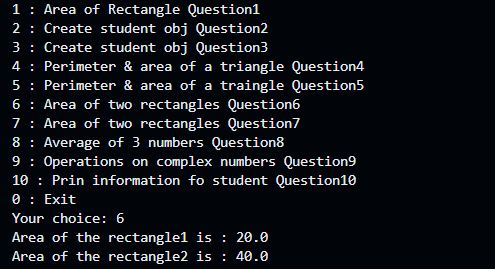 1 : Area of Rectangle Question1
2 : Create student obj Question2
3 : Create student obj Question3
4 : Perimeter & area of a triangle Question4
5 : Perimeter & area of a traingle Question5
6 : Area of two rectangles Question6
7 : Area of two rectangles Question7
8 : Average of 3 numbers Question8
9 : Operations on complex numbers Question9
10 : Prin information fo student Question10
0 : Exit
Your choice: 6
Area of the rectangle1 is : 20.0
Area of the rectangle2 is : 40.0